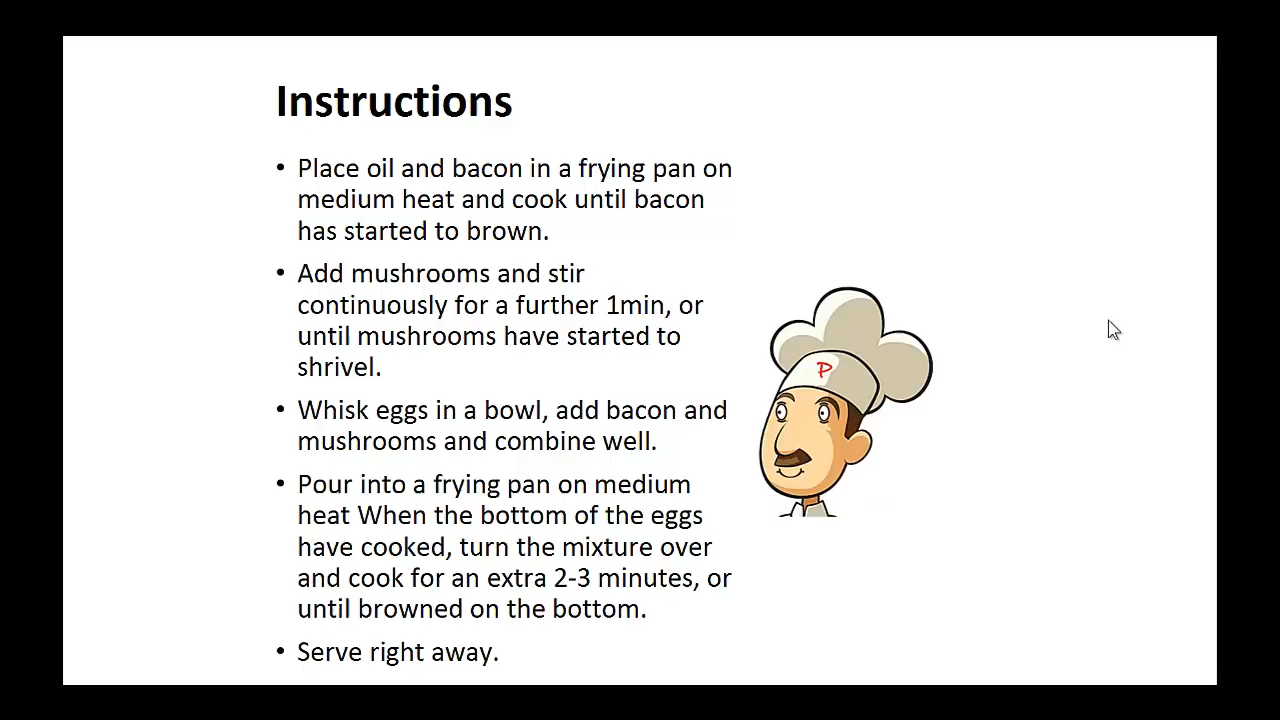 Instructions
• Place oil and bacon in a frying pan on
medium heat and cook until bacon
has started to brown.
• Add mushrooms and stir
continuously for a further 1min, or
until mushrooms have started to
shrivel.
• Whisk eggs in a bowl, add bacon and
mushrooms and combine well.
• Pour into a frying pan on medium
heat When the bottom of the eggs
have cooked, turn the mixture over
and cook for an extra 2-3 minutes, or
until browned on the bottom.
• Serve right away.
P